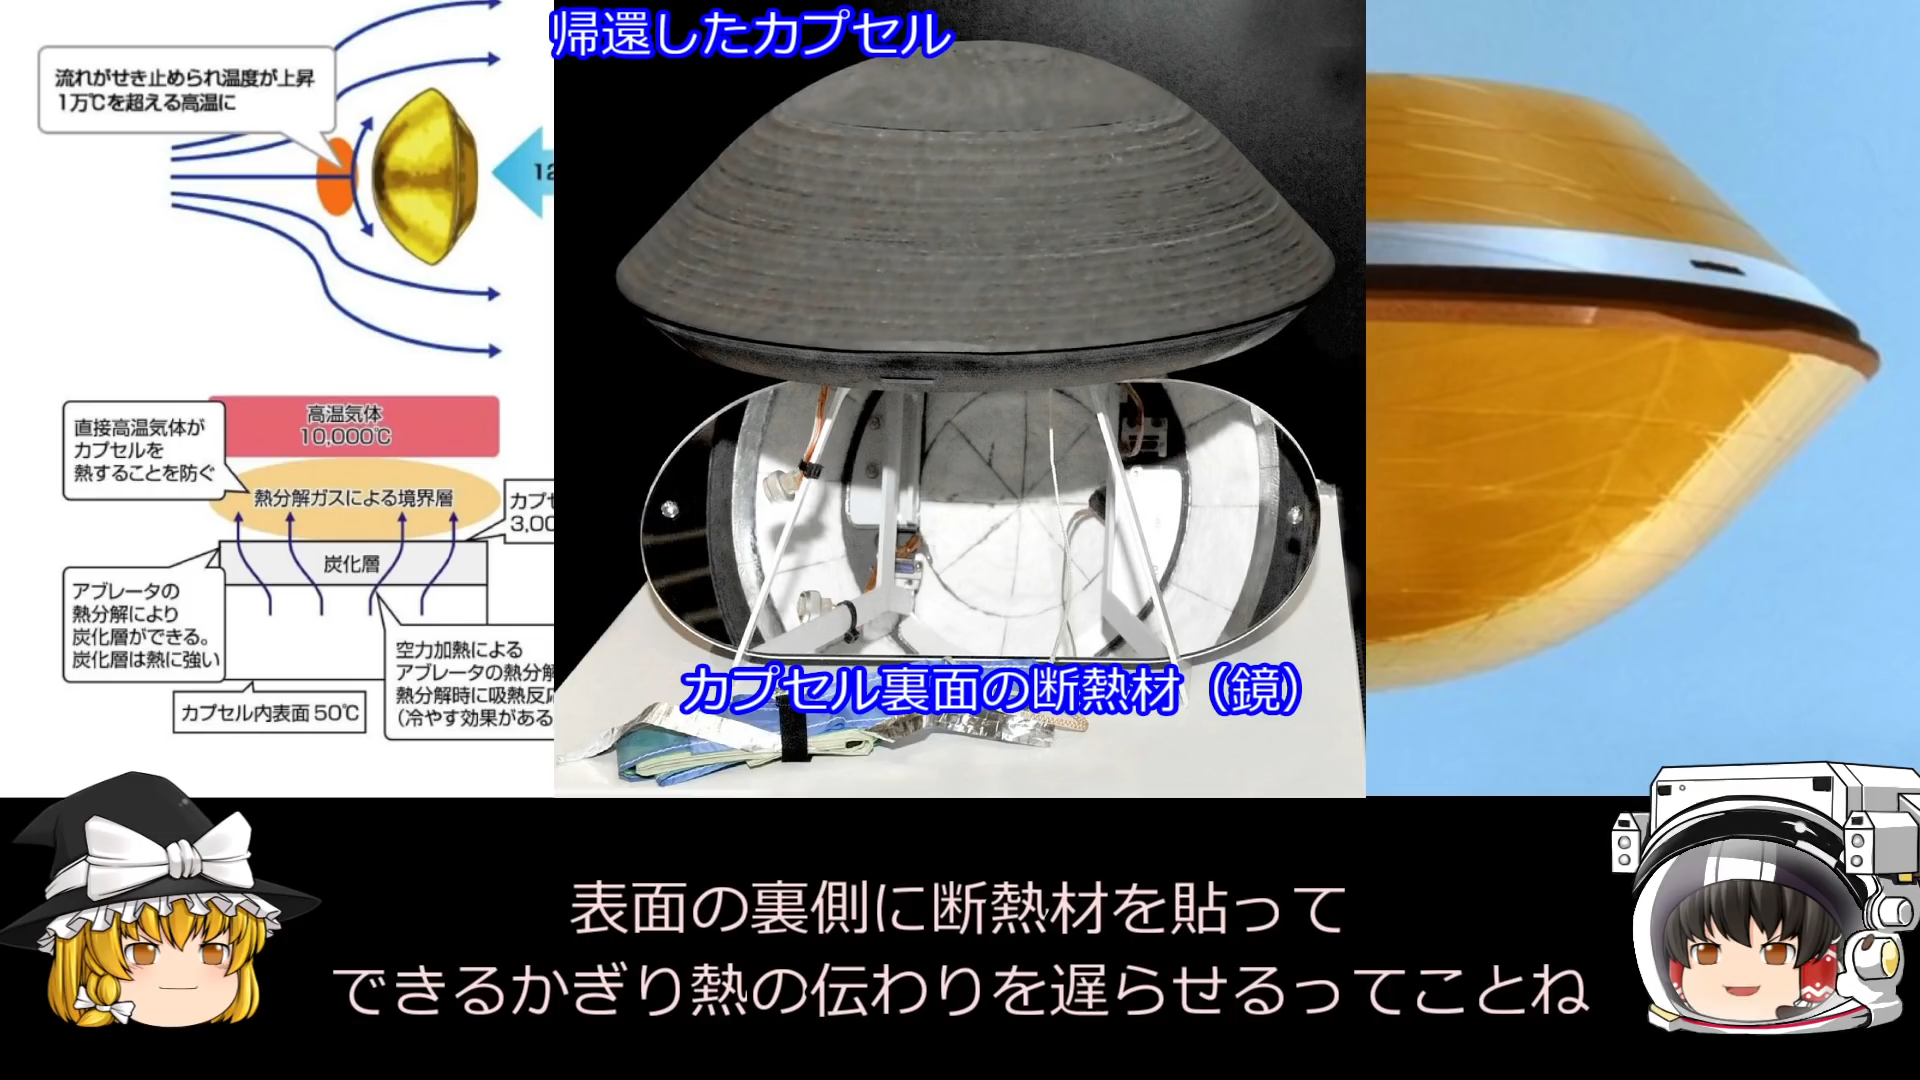 帰還したカプセル
流れがせき止められ温度が上昇
1万℃を超える高温に
12
高温気体
10,000℃
直接高温気体が
カプセルを
熱することを防ぐ
熱分解ガスによる境界層
カプセ
3,00
炭化層
アブレータの
熱分解により
炭化層ができる。
炭化層は熱に強い
空力加熱による
アブレータの熱分解
熱分解時に吸熱反応
（冷やす効果がある
カプセル内表面 50℃
カプセル裏面の断熱材（鏡）
表面の裏側に断熱材を貼って
できるかぎり熱の伝わりを遅らせるってことね